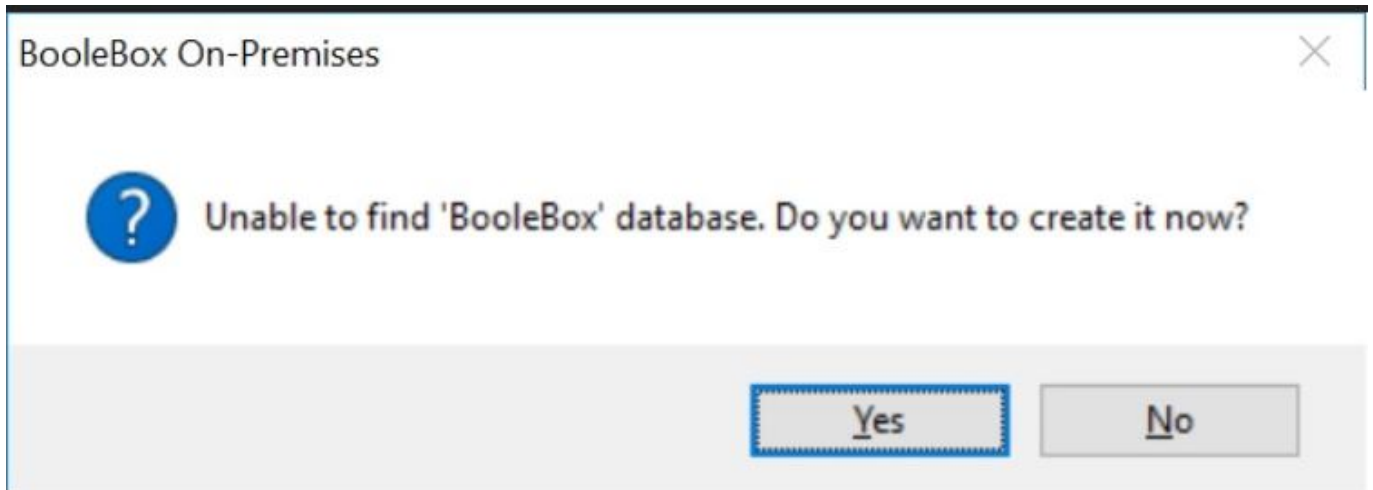 BooleBox On-Premises
?
Unable to find 'BooleBox' database. Do you want to create it now?
Yes
No